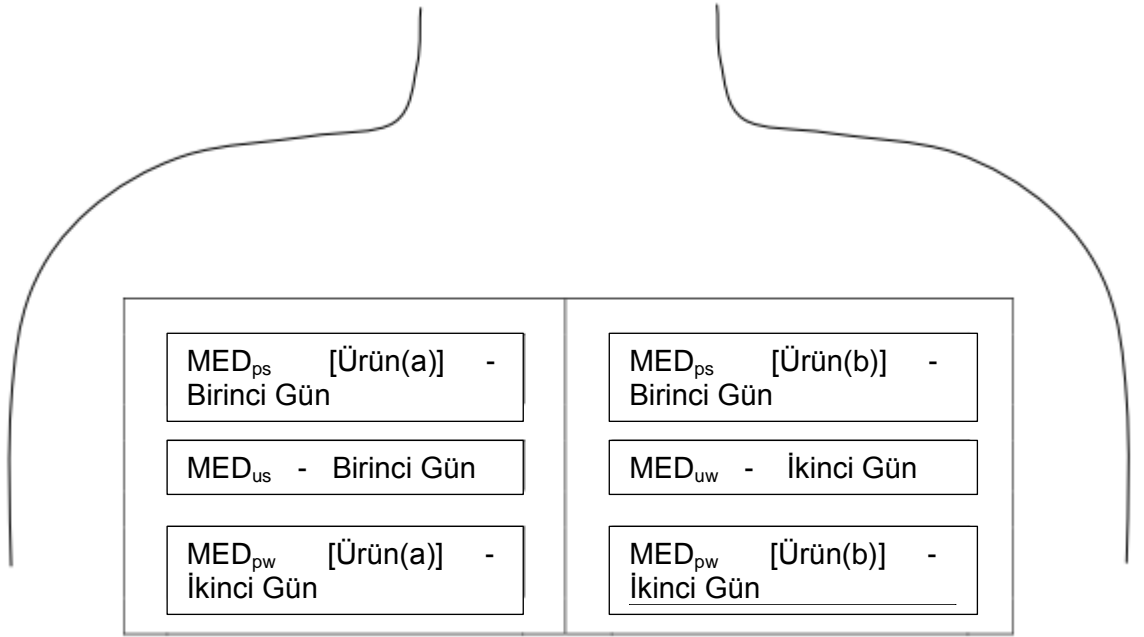 MEDps [Ürün(a)] -
Birinci Gün
MEDps [Ürün(b)] -
Birinci Gün
MEDus - Birinci Gün
MEDuw - İkinci Gün
MEDpw [Ürün(a)] -
İkinci Gün
MEDpw [Ürün(b)] -
İkinci Gün